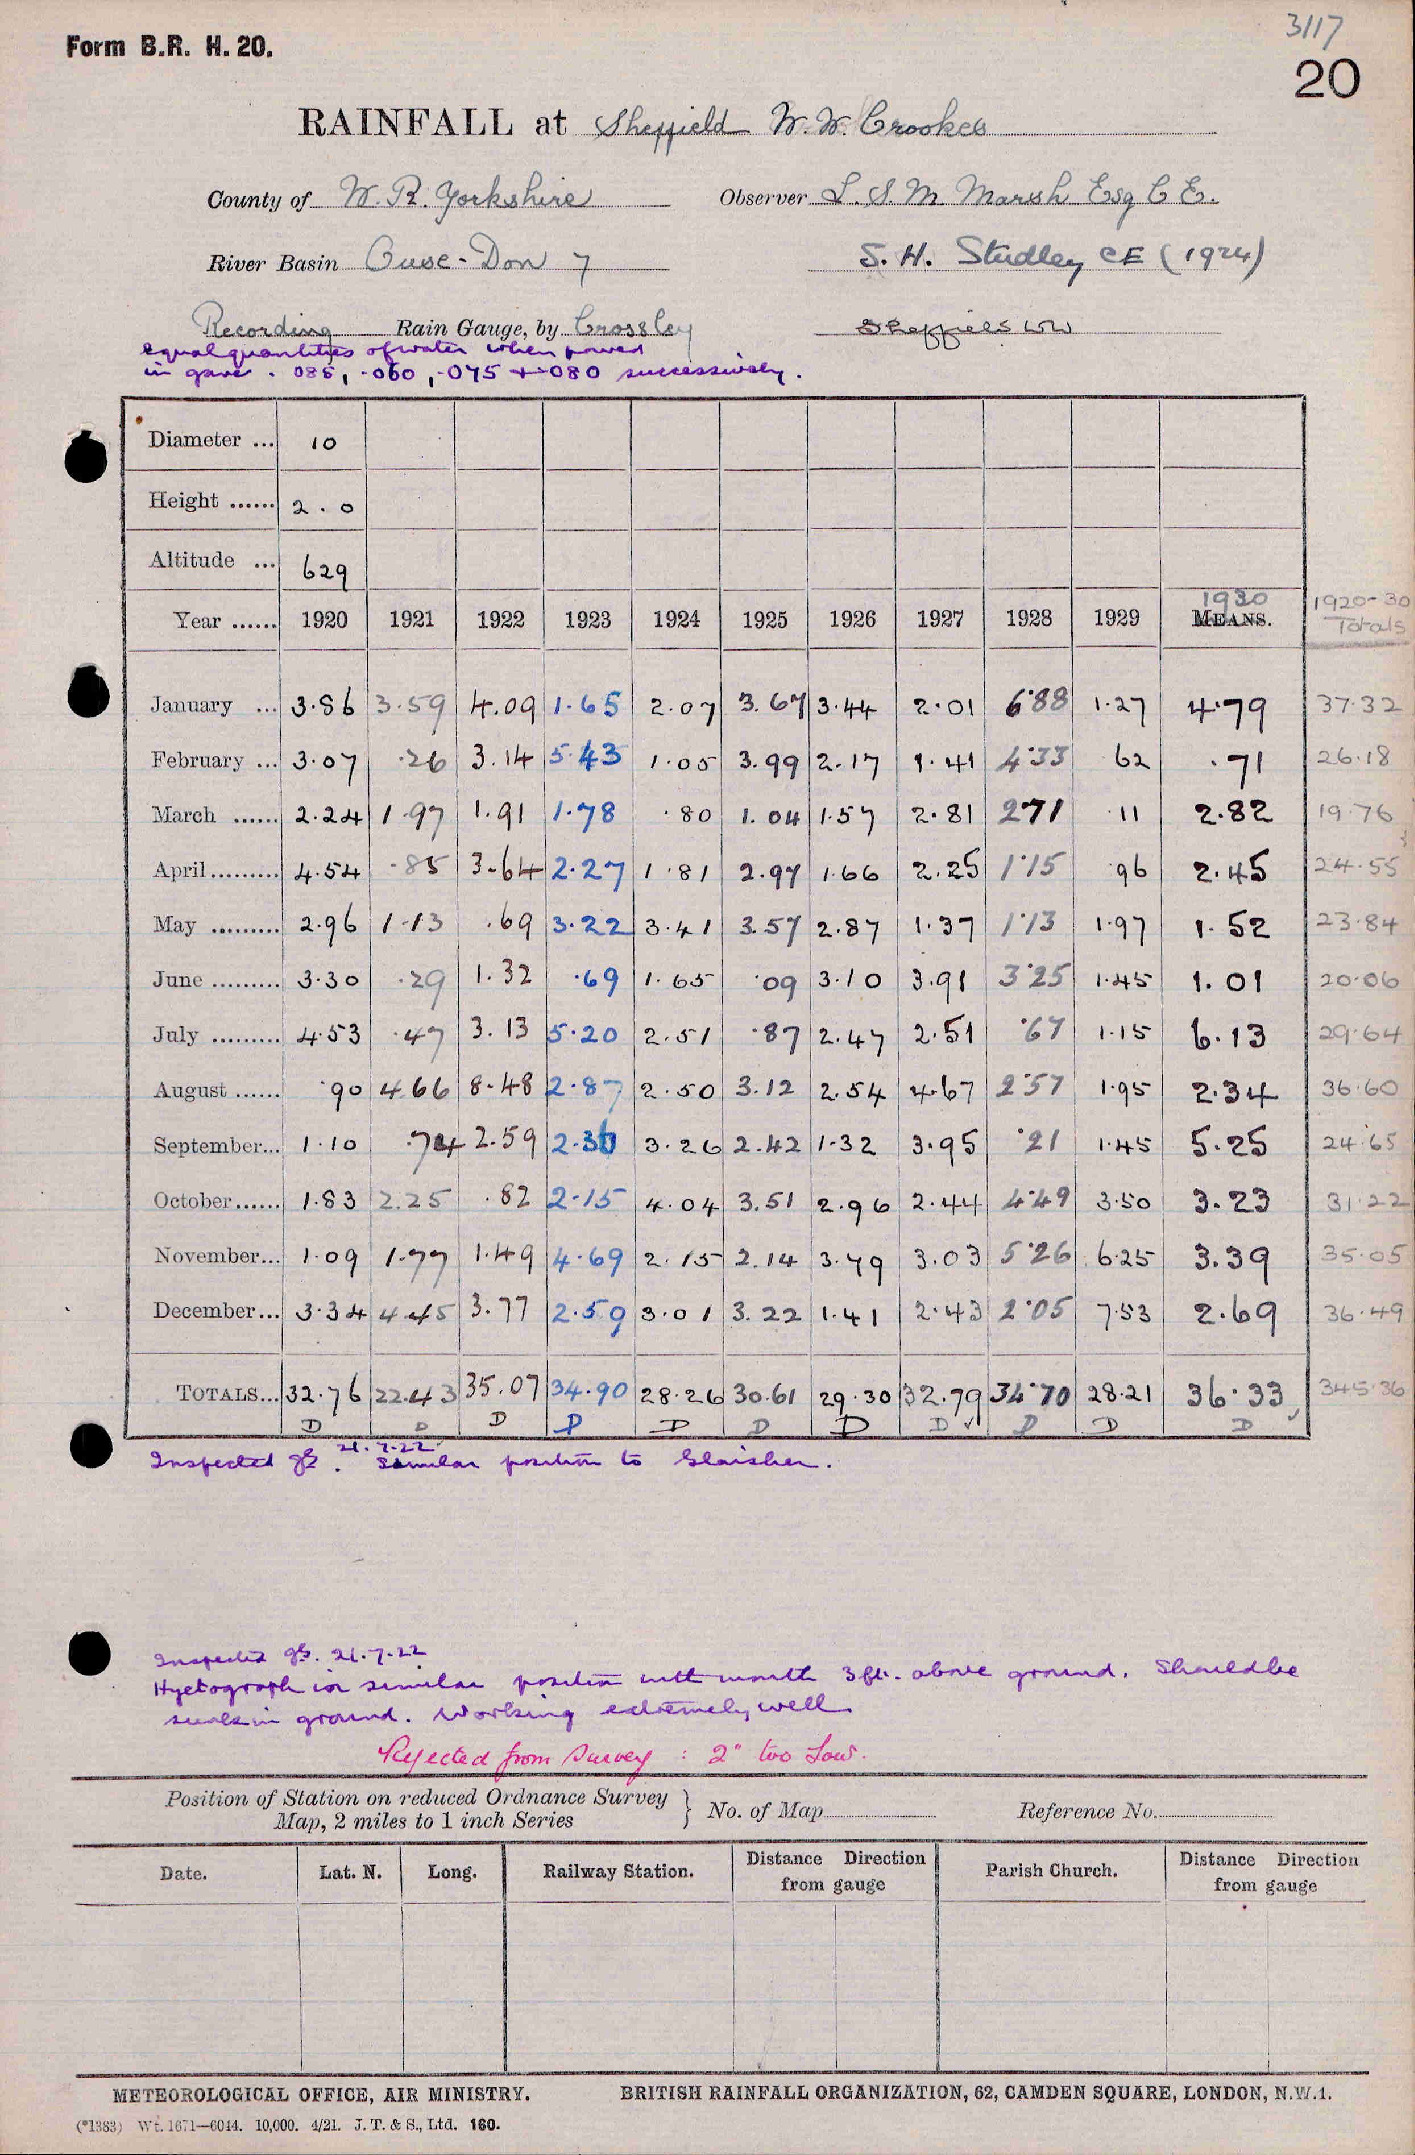 3117
Form B.R. H. 20.
20
RAINFALL at Sheffield W. W. Crookes
County of W. R. Yorkshire Observer L. S. M. Marsh Esq C E.
River Basin Ouse-Don 7 S. H. Studley CE (1924)
Recording Rain Gauge, by Crossley Sheffield WW
equal quantities of water when poured
in gave .085, .060, .075 + .080 successively.
Diameter ... 10
Height ...... 2.0
Altitude ... 629
1930 1920-30
Year ...... 1920 1921 1922 1923 1924 1925 1926 1927 1928 1929 MEANS. Totals
January ... 3.86 3.59 4.09 1.65 2.07 3.67 3.44 2.01 6.88 1.27 4.79 37.32
February ... 3.07 .26 3.14 5.43 1.05 3.99 2.17 1.41 4.33 62 .71 26.18
March ...... 2.24 1.97 1.91 1.78 .80 1.04 1.57 2.81 2.71 .11 2.82 19.76
April......... 4.54 .85 3.64 2.27 1.81 2.97 1.66 2.25 1.15 .96 2.45 24.55
May ......... 2.96 1.13 .69 3.22 3.41 3.57 2.87 1.37 1.13 1.97 1.52 23.84
June ......... 3.30 .29 1.32 .69 1.65 .09 3.10 3.91 3.25 1.45 1.01 20.06
July ......... 4.53 .47 3.13 5.20 2.51 .87 2.47 2.51 .67 1.15 6.13 29.64
August ...... .90 4.66 8.48 2.87 2.50 3.12 2.54 4.67 2.57 1.95 2.34 36.60
September... 1.10 .74 2.59 2.36 3.26 2.42 1.32 3.95 .21 1.45 5.25 24.65
October...... 1.83 2.25 .82 2.15 4.04 3.51 2.96 2.44 4.49 3.50 3.23 31.22
November... 1.09 1.77 1.49 4.69 2.15 2.14 3.79 3.03 5.26 6.25 3.39 35.05
December... 3.34 4.45 3.77 2.59 3.01 3.22 1.41 2.43 2.05 7.53 2.69 36.49
TOTALS... 32.76 22.43 35.07 34.90 28.26 30.61 29.30 32.79 34.70 28.21 36.33 345.36
D D D D D D D D D D D
Inspected 21.7.22 Similar position to Glaisher.
Inspected 21.7.22
Hyetograph in similar position with mouth 3 ft. above ground. Should be
sunk in ground. Working extremely well.
Rejected from Survey : 2" too Low.
Position of Station on reduced Ordnance Survey
Map, 2 miles to 1 inch Series } No. of Map Reference No.
Date. Lat. N. Long. Railway Station. Distance Direction from gauge Parish Church. Distance Direction from gauge
METEOROLOGICAL OFFICE, AIR MINISTRY. BRITISH RAINFALL ORGANIZATION, 62, CAMDEN SQUARE, LONDON, N.W.1.
(*1383) Wt. 1671—6044. 10,000. 4/21. J. T. & S., Ltd. 160.